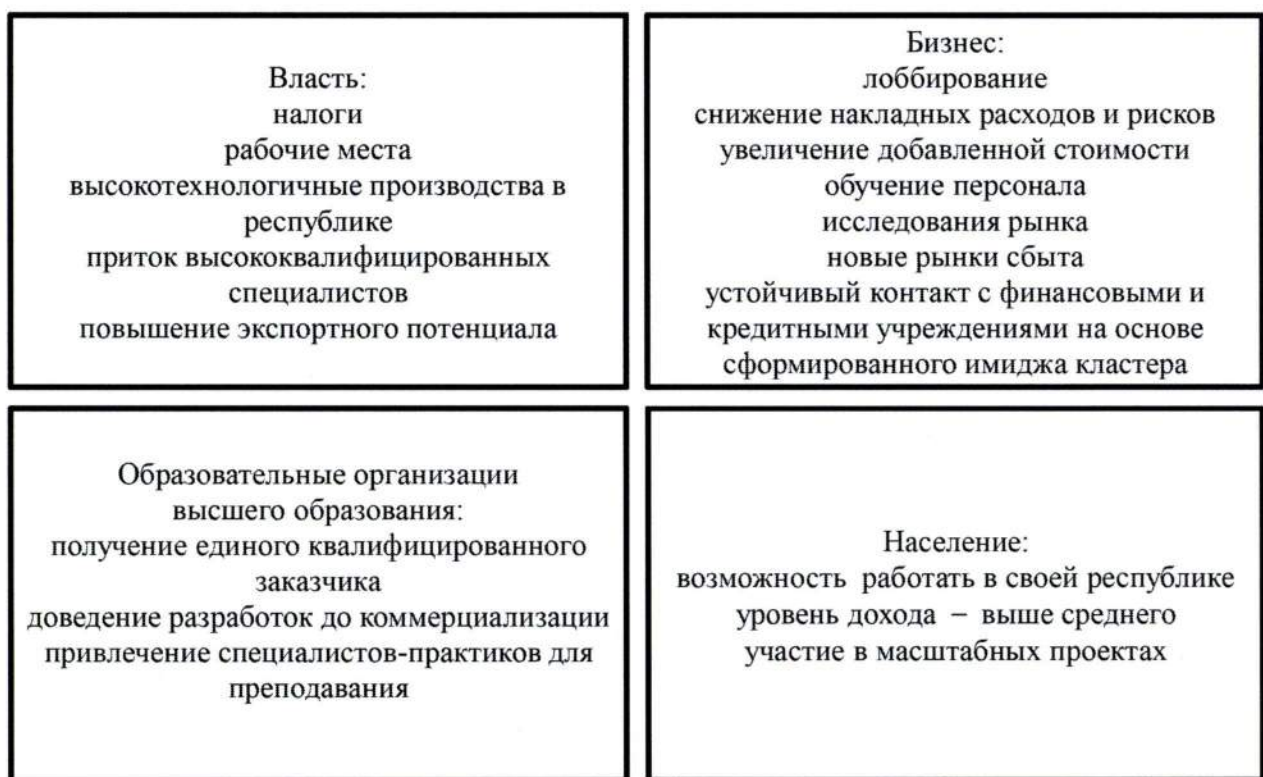 Власть:
налоги
рабочие места
высокотехнологичные производства в
республике
приток высококвалифицированных
специалистов
повышение экспортного потенциала
Бизнес:
лоббирование
снижение накладных расходов и рисков
увеличение добавленной стоимости
обучение персонала
исследования рынка
новые рынки сбыта
устойчивый контакт с финансовыми и
кредитными учреждениями на основе
сформированного имиджа кластера
Образовательные организации
высшего образования:
получение единого квалифицированного
заказчика
доведение разработок до коммерциализации
привлечение специалистов-практиков для
преподавания
Население:
возможность работать в своей республике
уровень дохода – выше среднего
участие в масштабных проектах